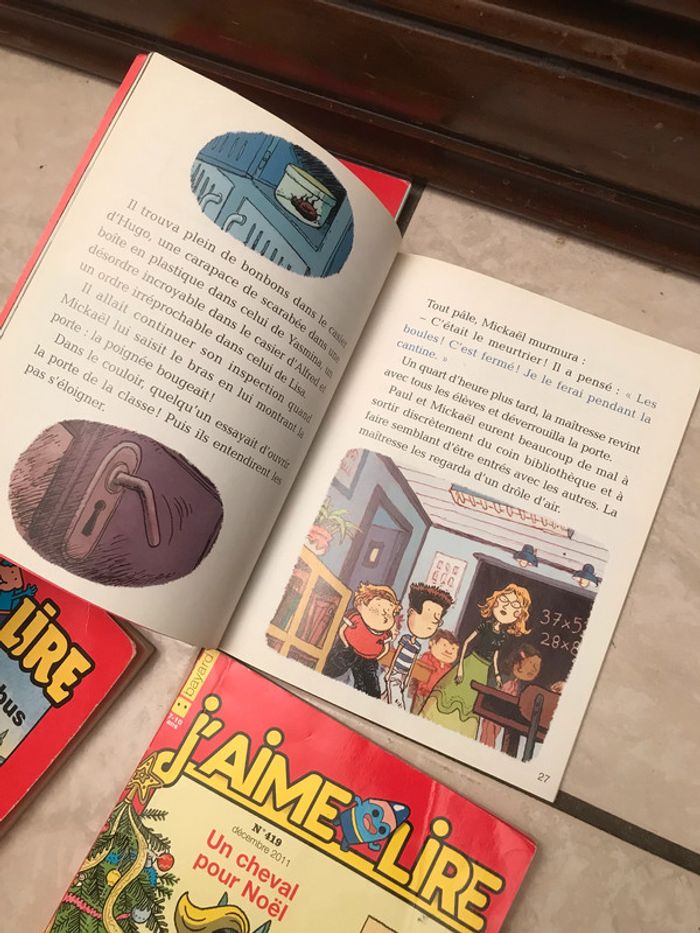 Il trouva plein de bonbons dans le casier
d'Hugo, une carapace de scarabée dans une
boîte en plastique dans celui de Yasmina, un
désordre incroyable dans le casier d'Alfred et
un ordre irréprochable dans celui de Lisa.
Il allait continuer son inspection quand
Mickaël lui saisit le bras en lui montrant la
porte : la poignée bougeait !
Dans le couloir, quelqu'un essayait d'ouvrir
la porte de la classe ! Puis ils entendirent les
pas s'éloigner.
Tout pâle, Mickaël murmura :
– C'était le meurtrier ! Il a pensé : « Les
boules ! C'est fermé ! Je le ferai pendant la
cantine. »
Un quart d'heure plus tard, la maîtresse revint
avec tous les élèves et déverrouilla la porte.
Paul et Mickaël eurent beaucoup de mal à
sortir discrètement du coin bibliothèque et à
faire semblant d'être entrés avec les autres. La
maîtresse les regarda d'un drôle d'air.
37×5
28×8
27
LIRE
bus
bayard
7-10
ans
j'AIME LIRE
N°419
décembre 2011
Un cheval
pour Noël